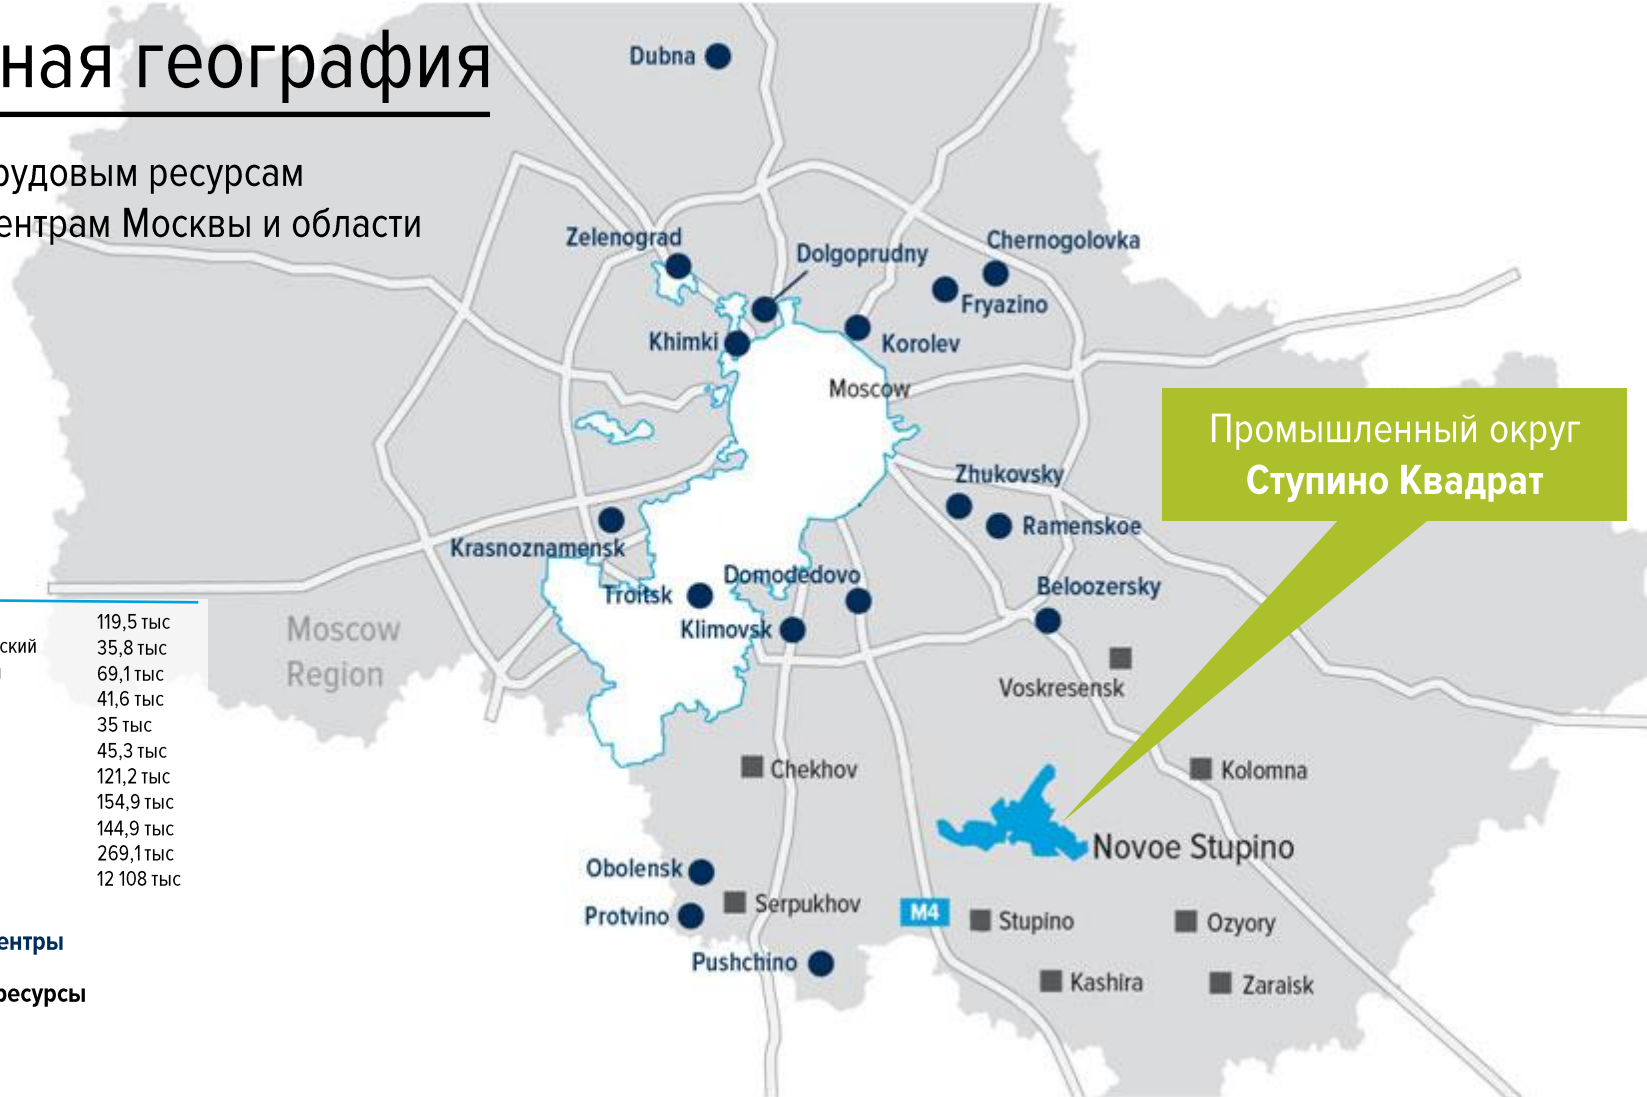 ная география
рудовым ресурсам
ентрам Москвы и области
Dubna
Zelenograd
Dolgoprudny
Chernogolovka
Fryazino
Khimki
Korolev
Moscow
Промышленный округ
Ступино Квадрат
Zhukovsky
Ramenskoe
Krasnoznamensk
Domodedovo
Troitsk
Beloozersky
Klimovsk
Moscow
Region
Voskresensk
119,5 тыс
ский 35,8 тыс
69,1 тыс
41,6 тыс
35 тыс
45,3 тыс
121,2 тыс
154,9 тыс
144,9 тыс
269,1 тыс
12 108 тыс
Chekhov
Kolomna
Novoe Stupino
Obolensk
Serpukhov
Protvino
M4
Stupino
Ozyory
ентры
Pushchino
Kashira
Zaraisk
ресурсы